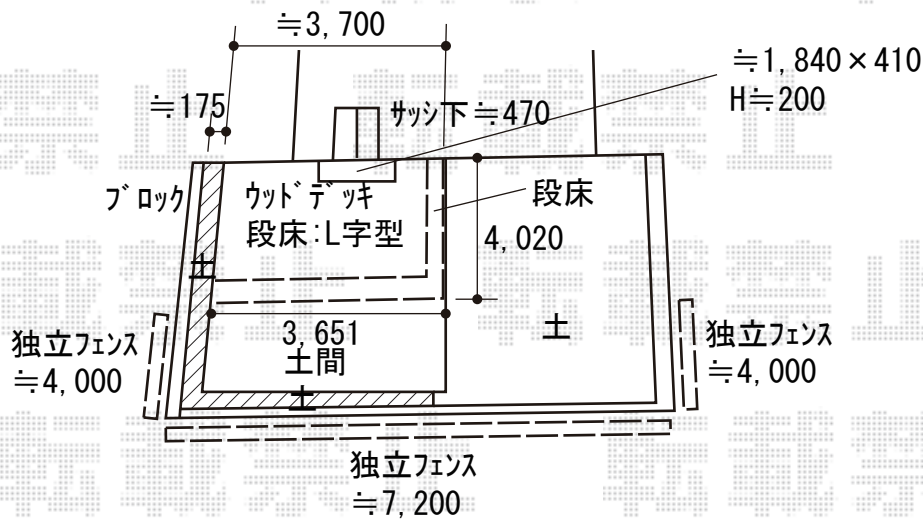 ≒3,700
≒1,840×410
H≒200
≒175
サッシ下≒470
ブロック
ウッドデッキ
段床:L字型
段床
4,020
土
3,651
土間
土
独立フェンス
≒4,000
独立フェンス
≒4,000
土
独立フェンス
≒7,200